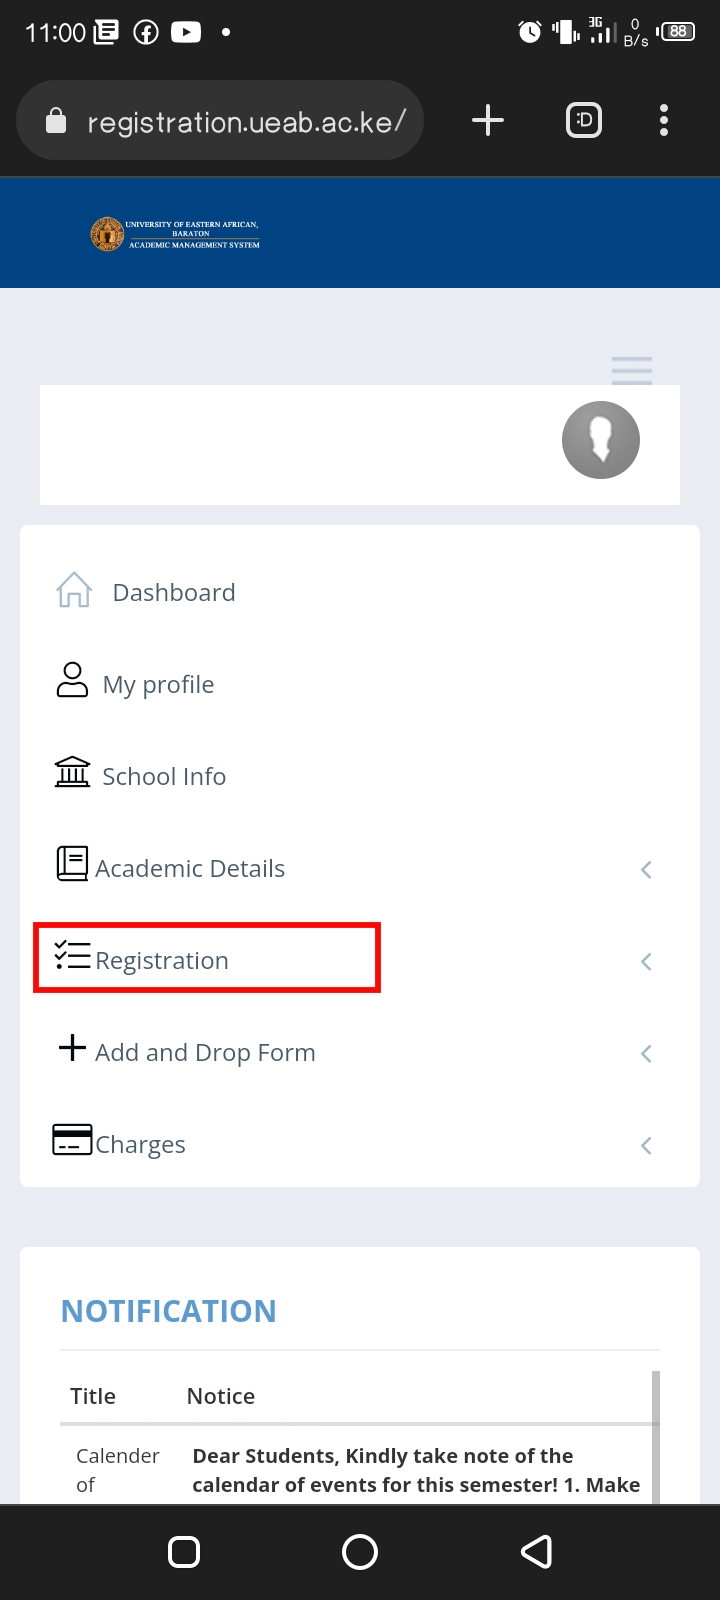 11:00
3G
0
B/s
88
registration.ueab.ac.ke/
:D
UNIVERSITY OF EASTERN AFRICAN,
BARATON
ACADEMIC MANAGEMENT SYSTEM
Dashboard
My profile
School Info
Academic Details
Registration
Add and Drop Form
Charges
NOTIFICATION
Title Notice
Calender Dear Students, Kindly take note of the
of calendar of events for this semester! 1. Make